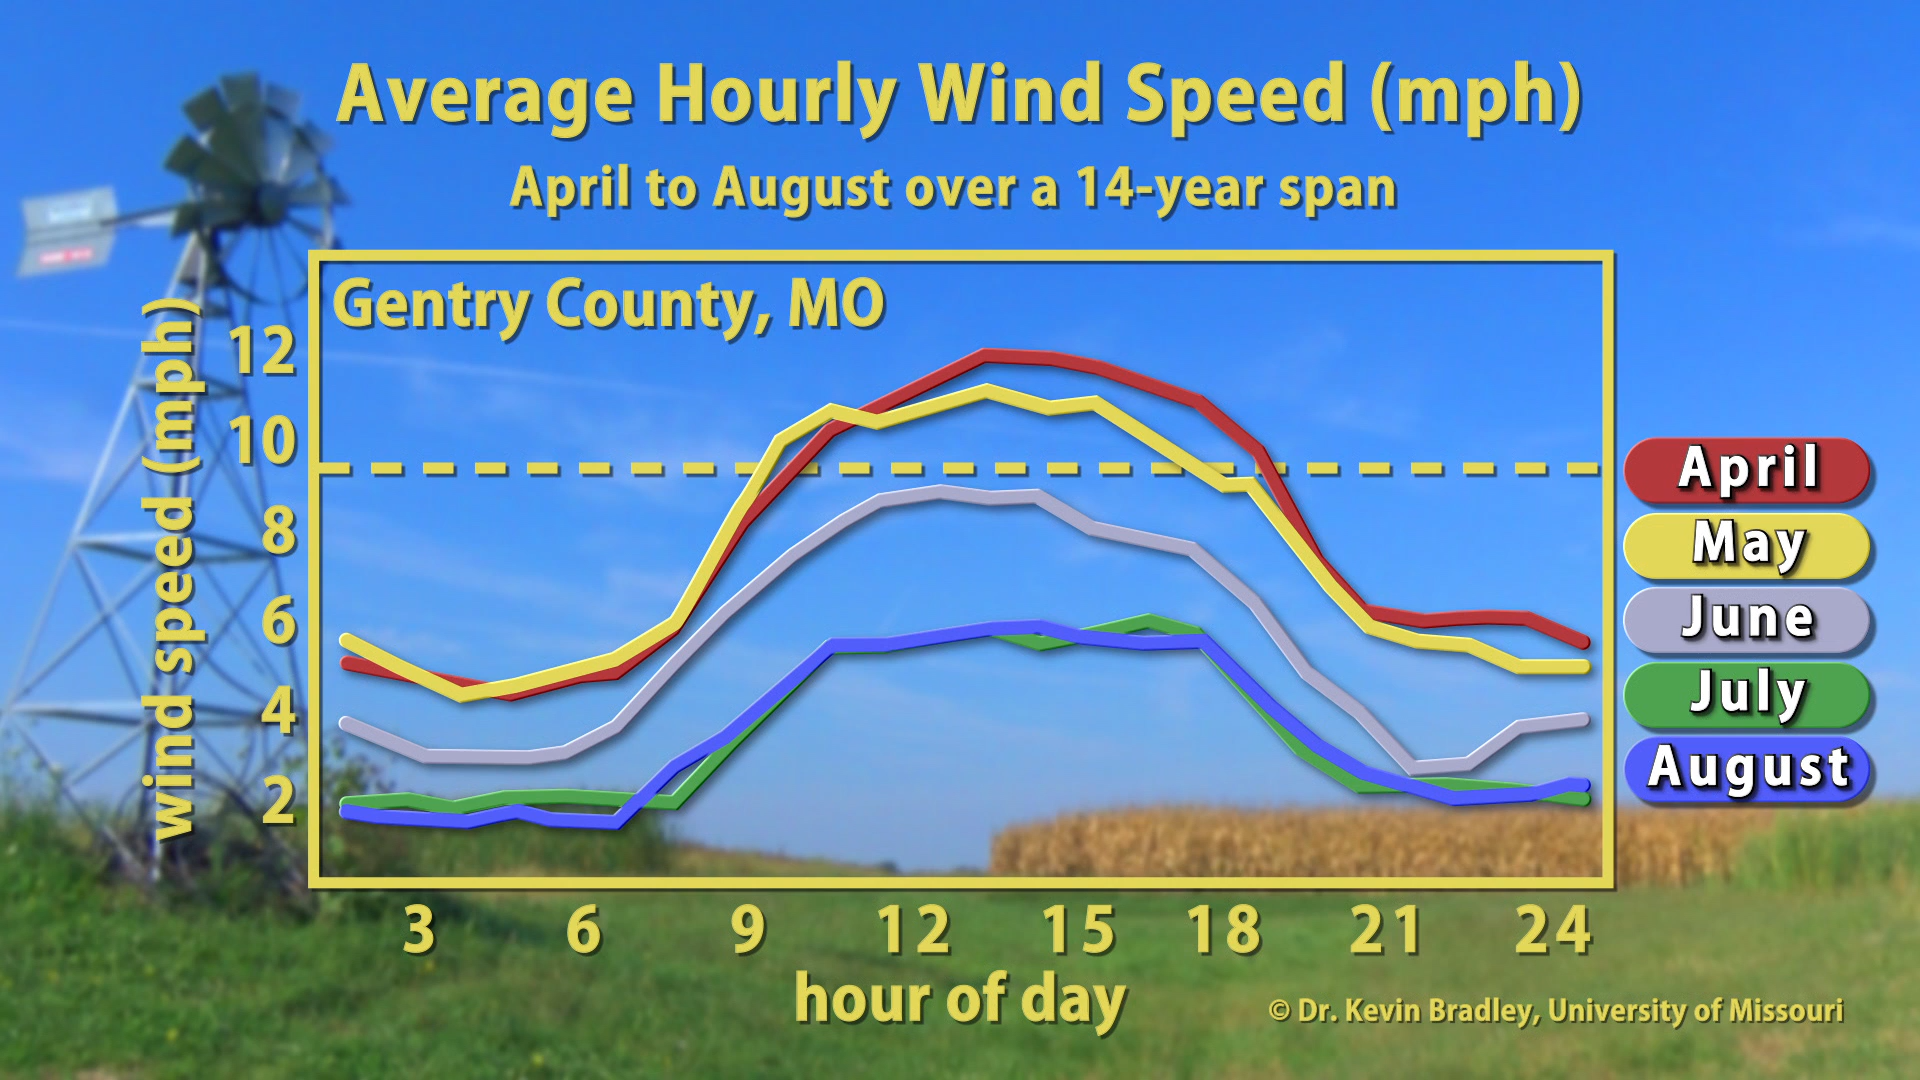 Average Hourly Wind Speed (mph)
April to August over a 14-year span
Gentry County, MO
wind speed (mph)
12
10
8
6
4
2
April
May
June
July
August
3 6 9 12 15 18 21 24
hour of day
© Dr. Kevin Bradley, University of Missouri